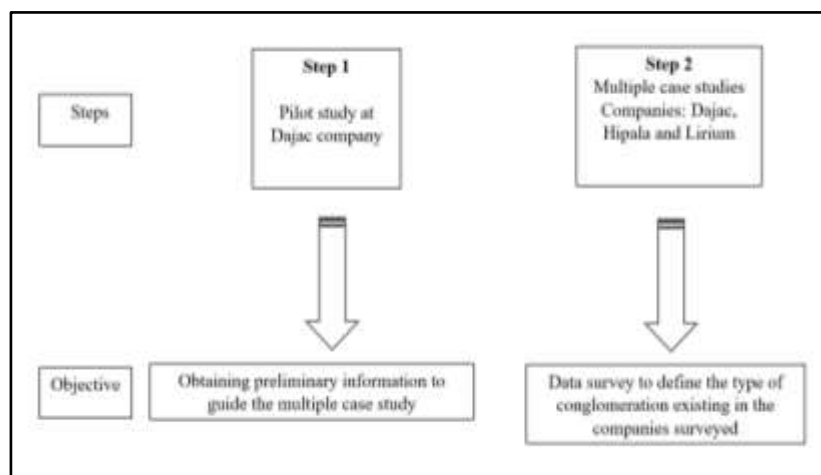 Steps
Step 1
Pilot study at
Dajac company
Step 2
Multiple case studies
Companies: Dajac,
Hipala and Lirium
Objective
Obtaining preliminary information to
guide the multiple case study
Data survey to define the type of
conglomeration existing in the
companies surveyed